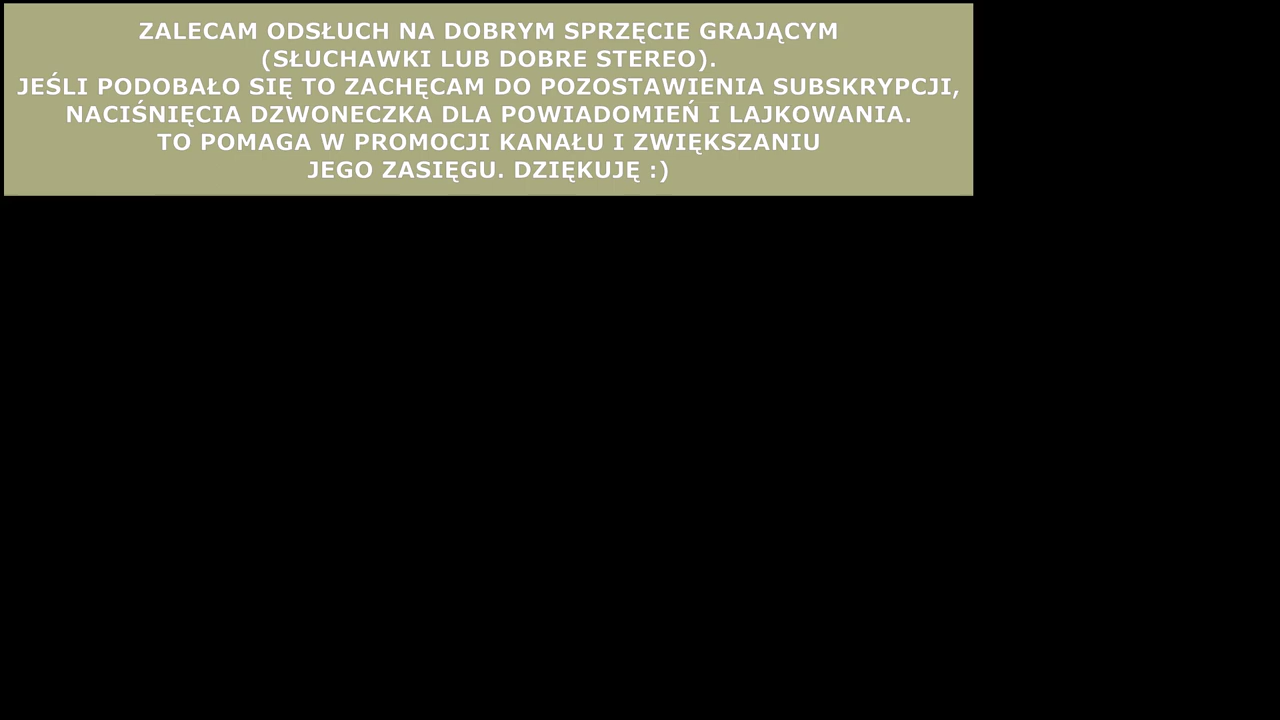 ZALECAM ODSŁUCH NA DOBRYM SPRZĘCIE GRAJĄCYM
(SŁUCHAWKI LUB DOBRE STEREO).
JEŚLI PODOBAŁO SIĘ TO ZACHĘCAM DO POZOSTAWIENIA SUBSKRYPCJI,
NACIŚNIĘCIA DZWONECZKA DLA POWIADOMIEŃ I LAJKOWANIA.
TO POMAGA W PROMOCJI KANAŁU I ZWIĘKSZANIU
JEGO ZASIĘGU. DZIĘKUJĘ :)